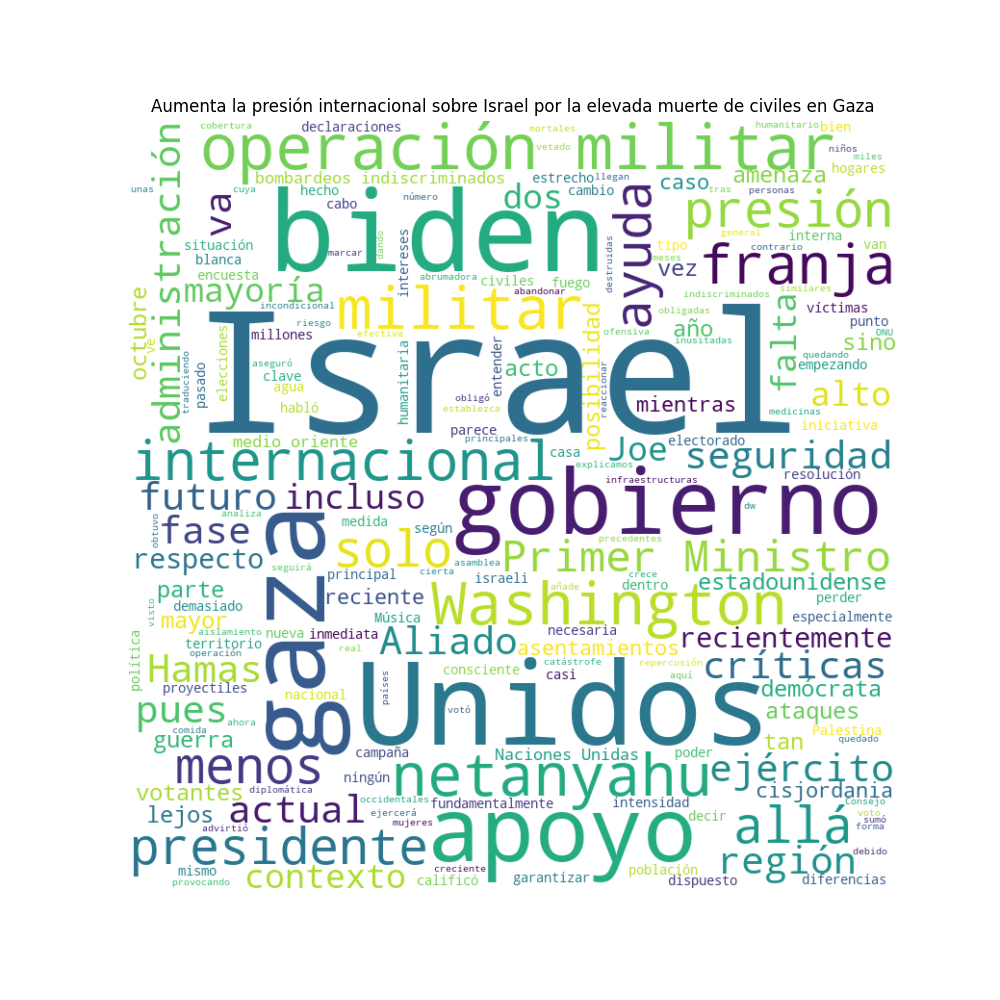 Aumenta la presión internacional sobre Israel por la elevada muerte de civiles en Gaza
cobertura
declaraciones
mortales
humanitario
bien
operación militar
vetado
niños
administración
bombardeos indiscriminados
estrecho
llegan
amenaza
hogares
miles
unas
cuya
hecho
número
cambio
caso
tras
personas
va
cabo
biden
dos
ayuda
presión
situación
marcar
dando
intereses
general
interna
blanca
destruidas
tipo
contrario
van
franja
encuesta
abrumadora
civiles
fuego
vez
meses
mayoría
abandonar
indiscriminados
similares
octubre
incondicional
militar
posibilidad
ofensiva
obligadas
falta
víctimas
ve
riesgo
año
punto
traduciendo
pasado
elecciones
millones
efectiva
inusitadas
ONU
sino
Israel
entender
reaccionar
quedando
aseguró
clave
humanitaria
acto
empezando
agua
habló
obligó
establezca
mientras
medicinas
alto
parece
iniciativa
medio oriente
principales
casa
Joe
electorado
seguridad
internacional
explicamos
resolución
futuro
incluso
infraestructuras
gobierno
dw
analiza
medida
obtuvo
fase
gaza
según
solo
precedentes
respecto
seguirá
asamblea
cierta
Primer Ministro
principal
israeli
crece
dentro
estadounidense
parte
reciente
añade
perder
demasiado
Washington
visto
mayor
Música
especialmente
aislamiento
nueva
inmediata
necesaria
recientemente
operación
territorio
real
Aliado
asentamientos
política
Hamas
consciente
catástrofe
repercusión
aquí
críticas
casi
proyectiles
nacional
países
demócrata
pues
ahora
votó
Unidos
ataques
comida
Palestina
guerra
campaña
Naciones Unidas
poder
tan
quedado
menos
ningún
netanyahu
ejército
votantes
diplomática
cisjordania
occidentales
fundamentalmente
intensidad
Consejo
lejos
actual
ejercerá
decir
voto
sumó
advirtió
mujeres
apoyo
allá
forma
presidente
región
debido
mismo
creciente
población
provocando
contexto
calificó
garantizar
dispuesto
diferencias